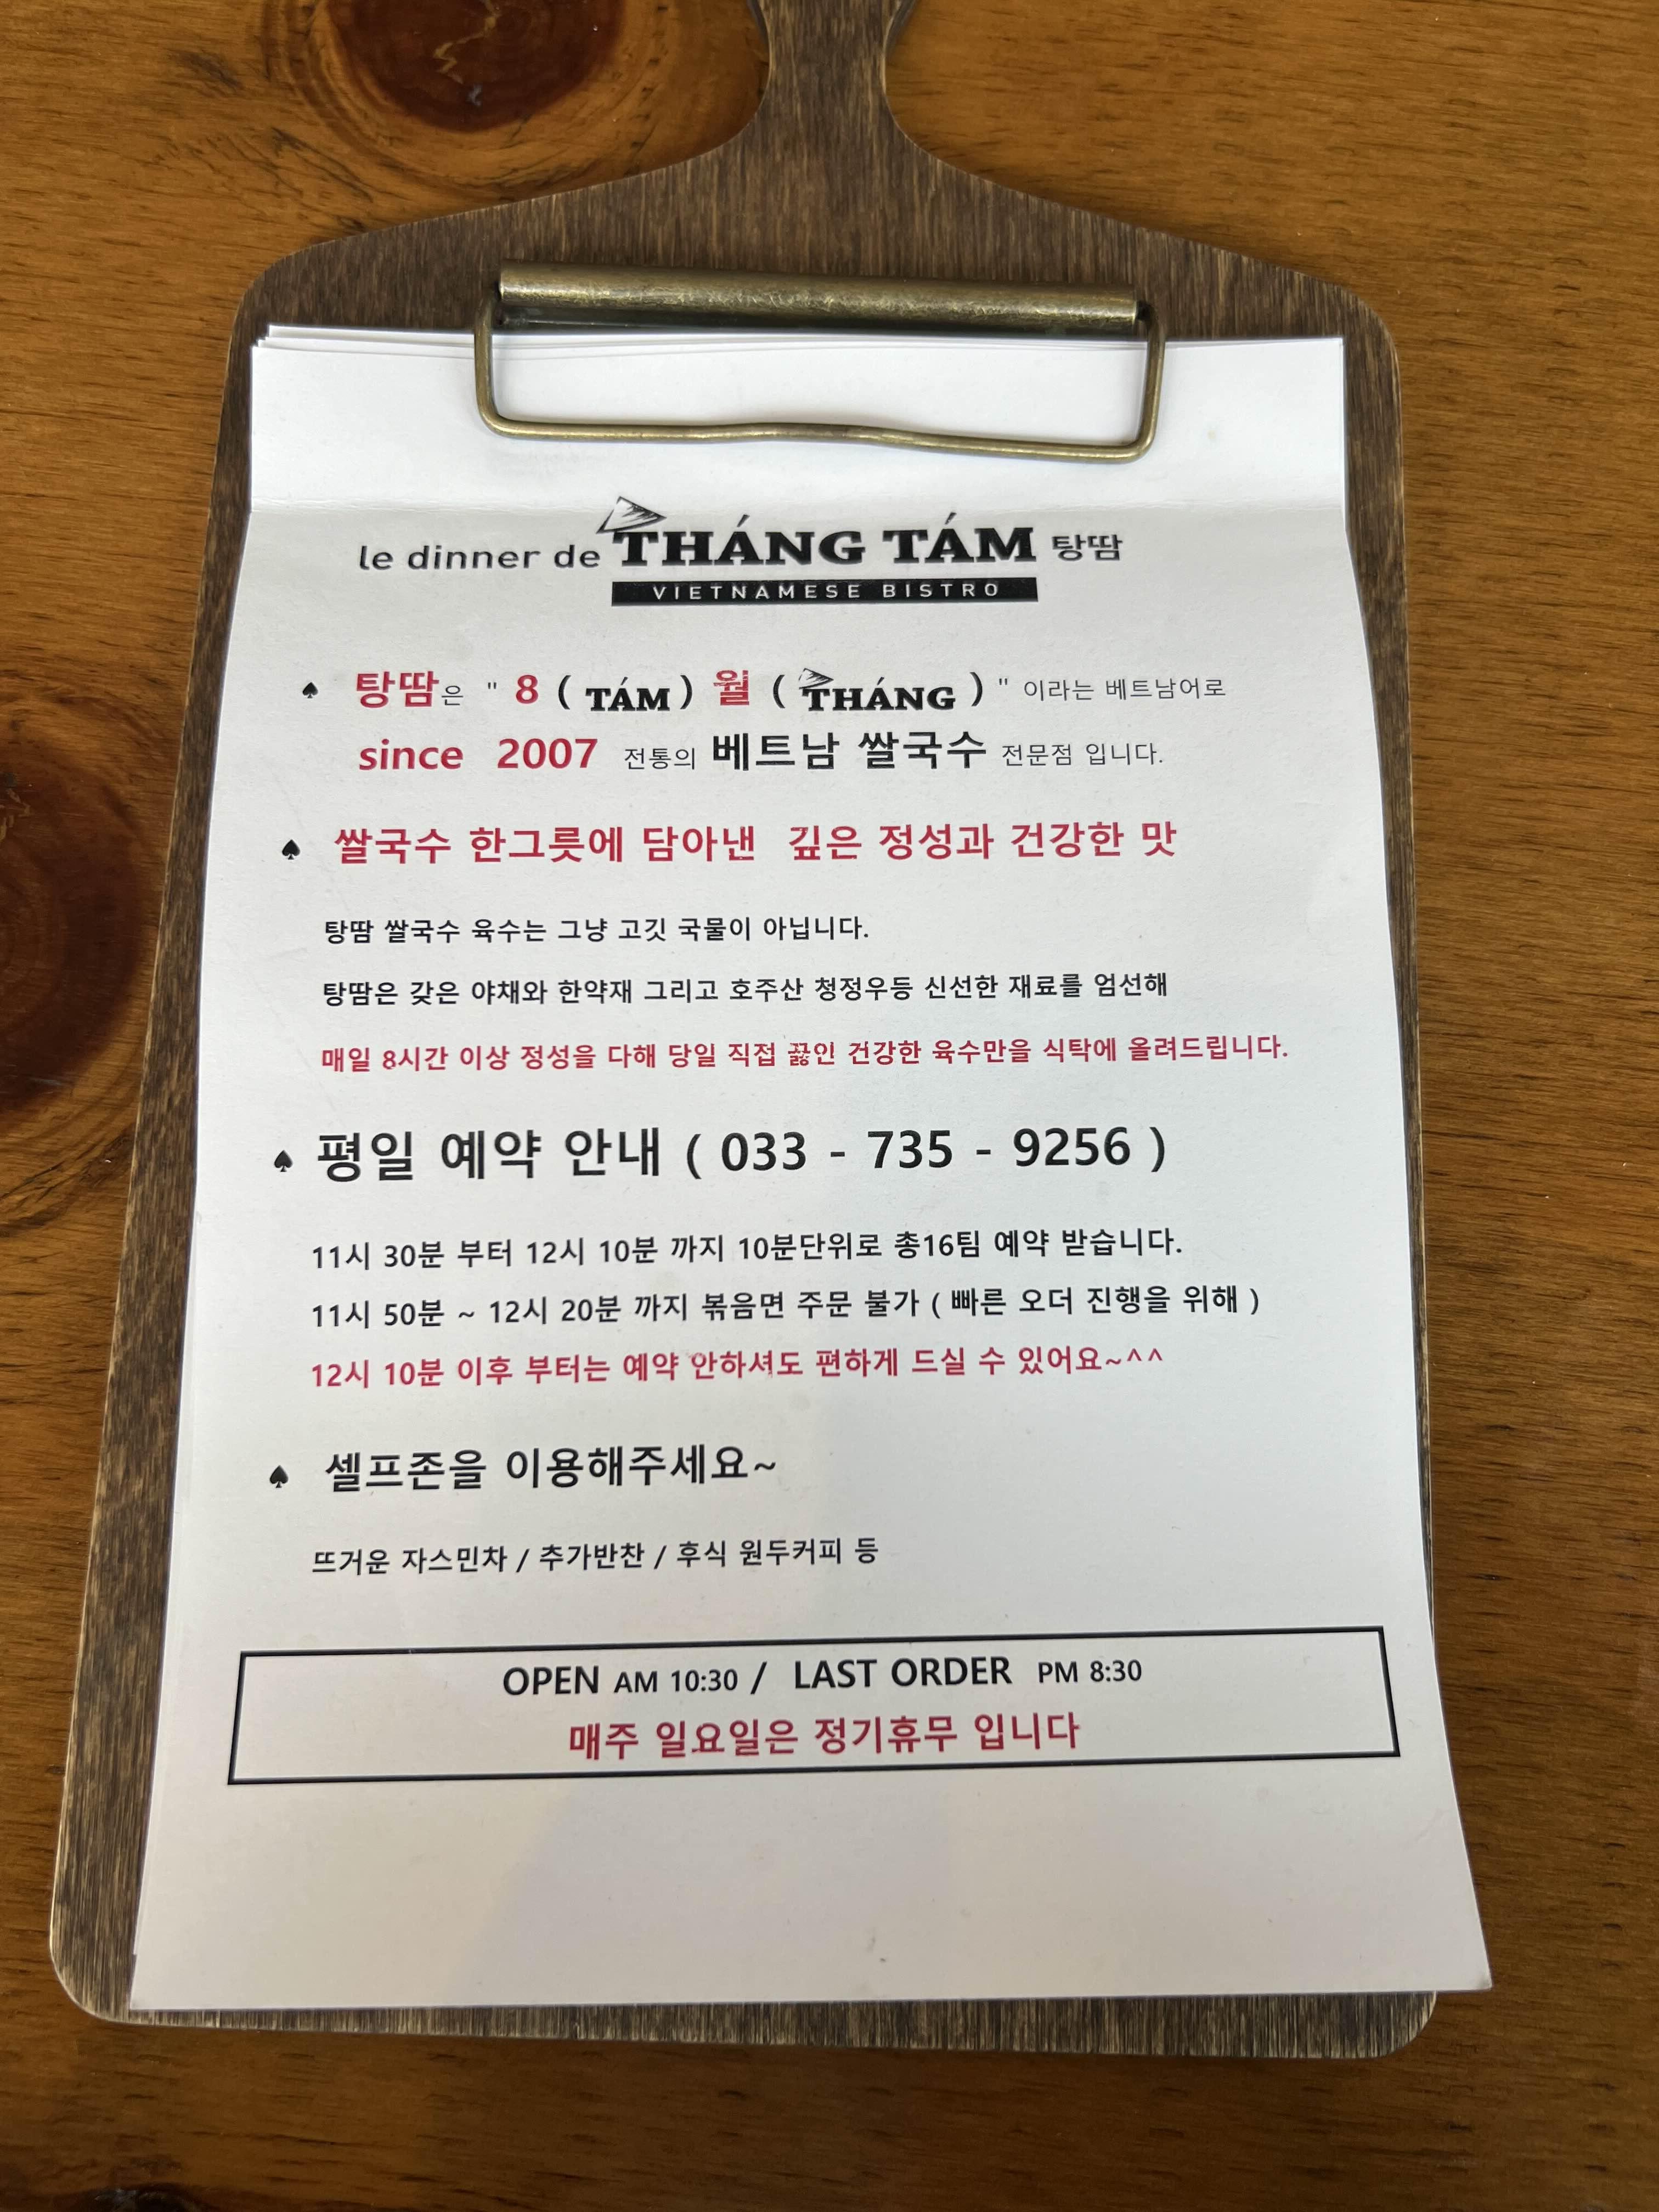 le dinner de THÁNG TÁM 탕땀
VIETNAMESE BISTRO
♠ 탕땀은 " 8 ( TÁM ) 월 ( THÁNG ) " 이라는 베트남어로
since 2007 전통의 베트남 쌀국수 전문점 입니다.
♠ 쌀국수 한그릇에 담아낸 깊은 정성과 건강한 맛
탕땀 쌀국수 육수는 그냥 고깃 국물이 아닙니다.
탕땀은 갖은 야채와 한약재 그리고 호주산 청정우등 신선한 재료를 엄선해
매일 8시간 이상 정성을 다해 당일 직접 끓인 건강한 육수만을 식탁에 올려드립니다.
♠ 평일 예약 안내 ( 033 - 735 - 9256 )
11시 30분 부터 12시 10분 까지 10분단위로 총16팀 예약 받습니다.
11시 50분 ~ 12시 20분 까지 볶음면 주문 불가 ( 빠른 오더 진행을 위해 )
12시 10분 이후 부터는 예약 안하셔도 편하게 드실 수 있어요~^^
♠ 셀프존을 이용해주세요~
뜨거운 자스민차 / 추가반찬 / 후식 원두커피 등
OPEN AM 10:30 / LAST ORDER PM 8:30
매주 일요일은 정기휴무 입니다